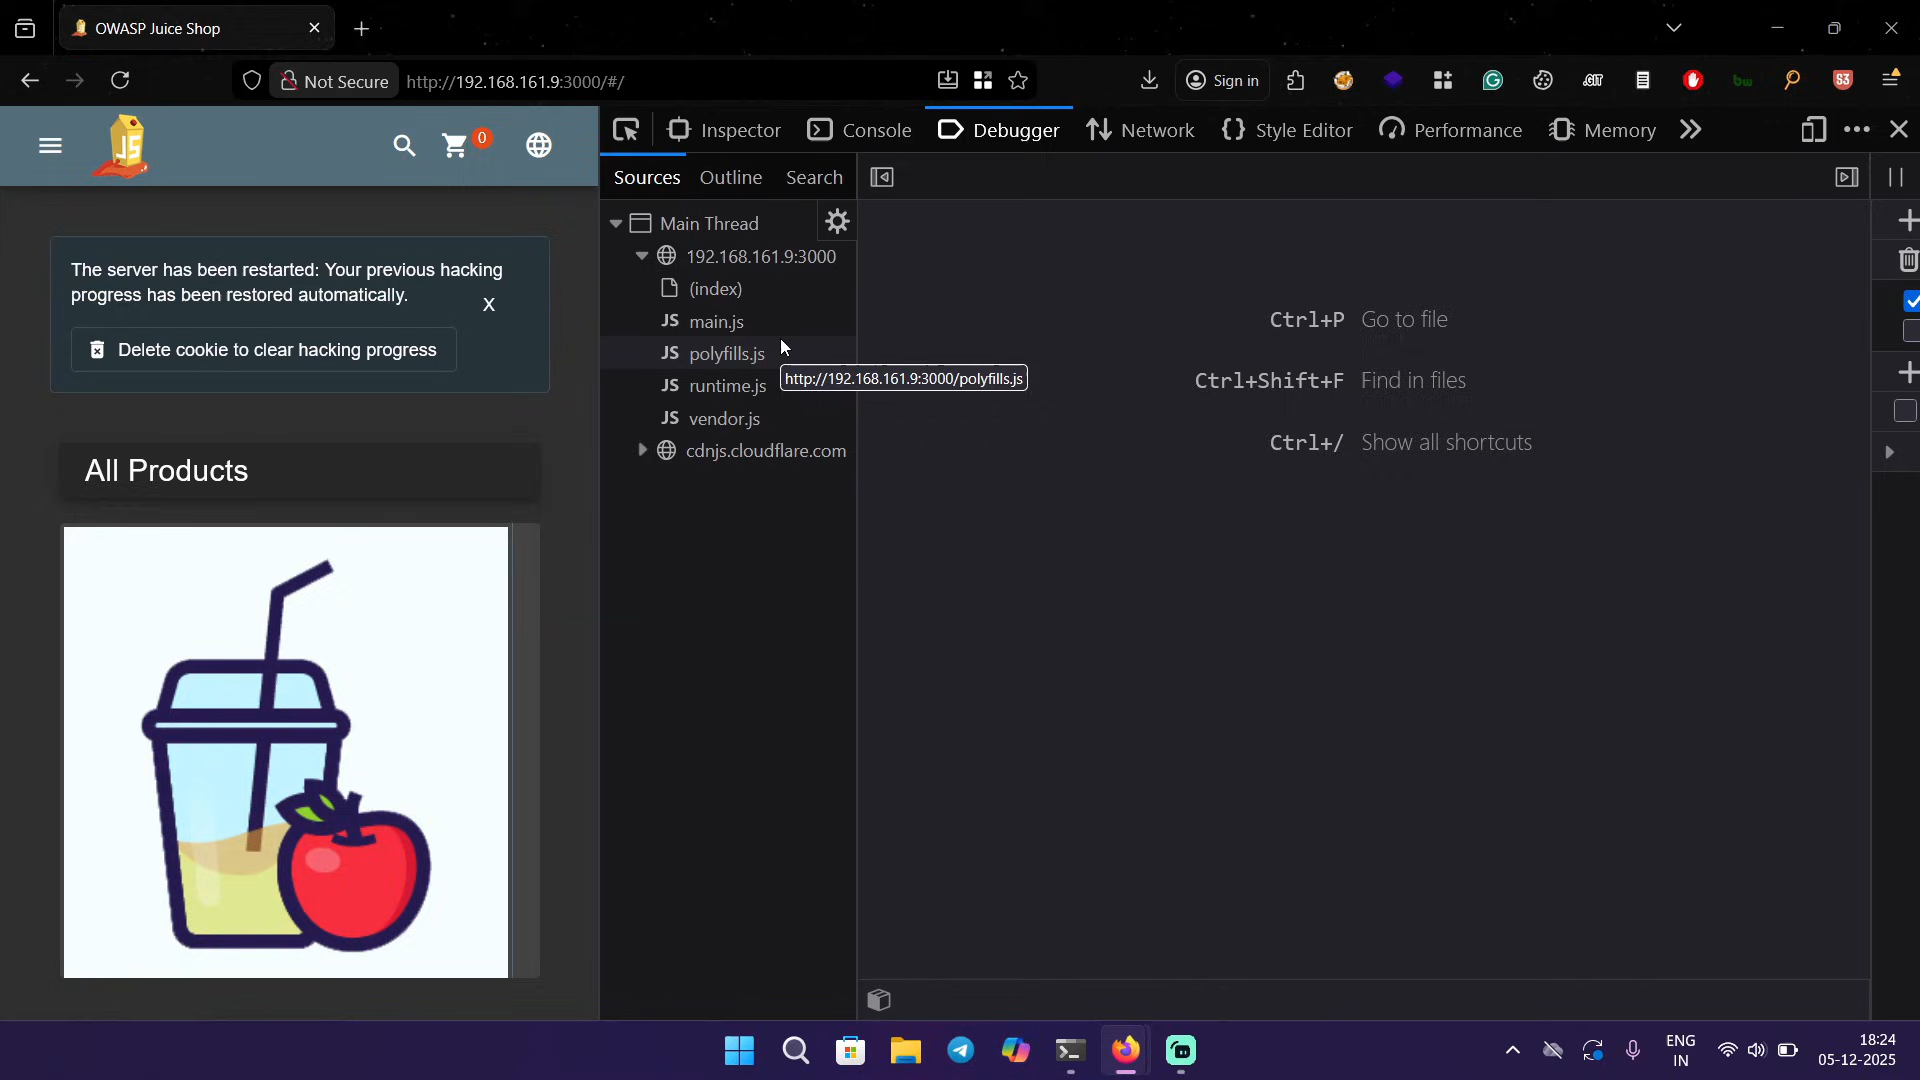 OWASP Juice Shop
Not Secure
http://192.168.161.9:3000/#/
Sign in
.GIT
bw
53
JS
0
Inspector
Console
Debugger
Network
Style Editor
Performance
Memory
Sources
Outline
Search
Main Thread
192.168.161.9:3000
(index)
JS main.js
JS polyfills.js
http://192.168.161.9:3000/polyfills.js
JS runtime.js
JS vendor.js
cdnjs.cloudflare.com
Ctrl+P Go to file
Ctrl+Shift+F Find in files
Ctrl+/ Show all shortcuts
The server has been restarted: Your previous hacking
progress has been restored automatically.
X
Delete cookie to clear hacking progress
All Products
ENG
IN
18:24
05-12-2025